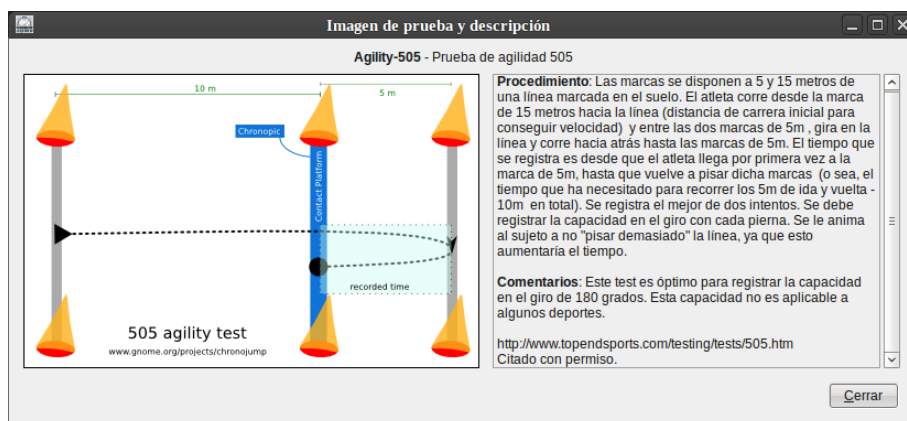 Imagen de prueba y descripción
Agility-505 - Prueba de agilidad 505
10 m
5 m
Chronopic
Contact Platform
recorded time
505 agility test
www.gnome.org/projects/chronojump
Procedimiento: Las marcas se disponen a 5 y 15 metros de
una línea marcada en el suelo. El atleta corre desde la marca
de 15 metros hacia la línea (distancia de carrera inicial para
conseguir velocidad) y entre las dos marcas de 5m , gira en la
línea y corre hacia atrás hasta las marcas de 5m. El tiempo que
se registra es desde que el atleta llega por primera vez a la
marca de 5m, hasta que vuelve a pisar dicha marcas (o sea, el
tiempo que ha necesitado para recorrer los 5m de ida y vuelta -
10m en total). Se registra el mejor de dos intentos. Se debe
registrar la capacidad en el giro con cada pierna. Se le anima
al sujeto a no "pisar demasiado" la línea, ya que esto
aumentaría el tiempo.
Comentarios: Este test es óptimo para registrar la capacidad
en el giro de 180 grados. Esta capacidad no es aplicable a
algunos deportes.
http://www.topendsports.com/testing/tests/505.htm
Citado con permiso.
Cerrar